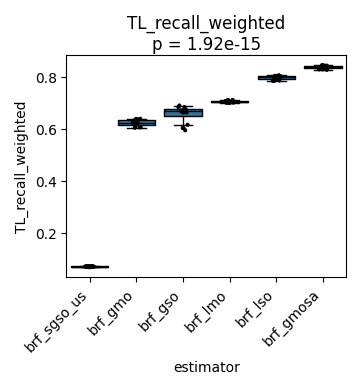 TL_recall_weighted
p = 1.92e-15
TL_recall_weighted
0.8
0.6
0.4
0.2
brf_sgso_us
brf_gmo
brf_gso
brf_lmo
brf_lso
brf_gmosa
estimator